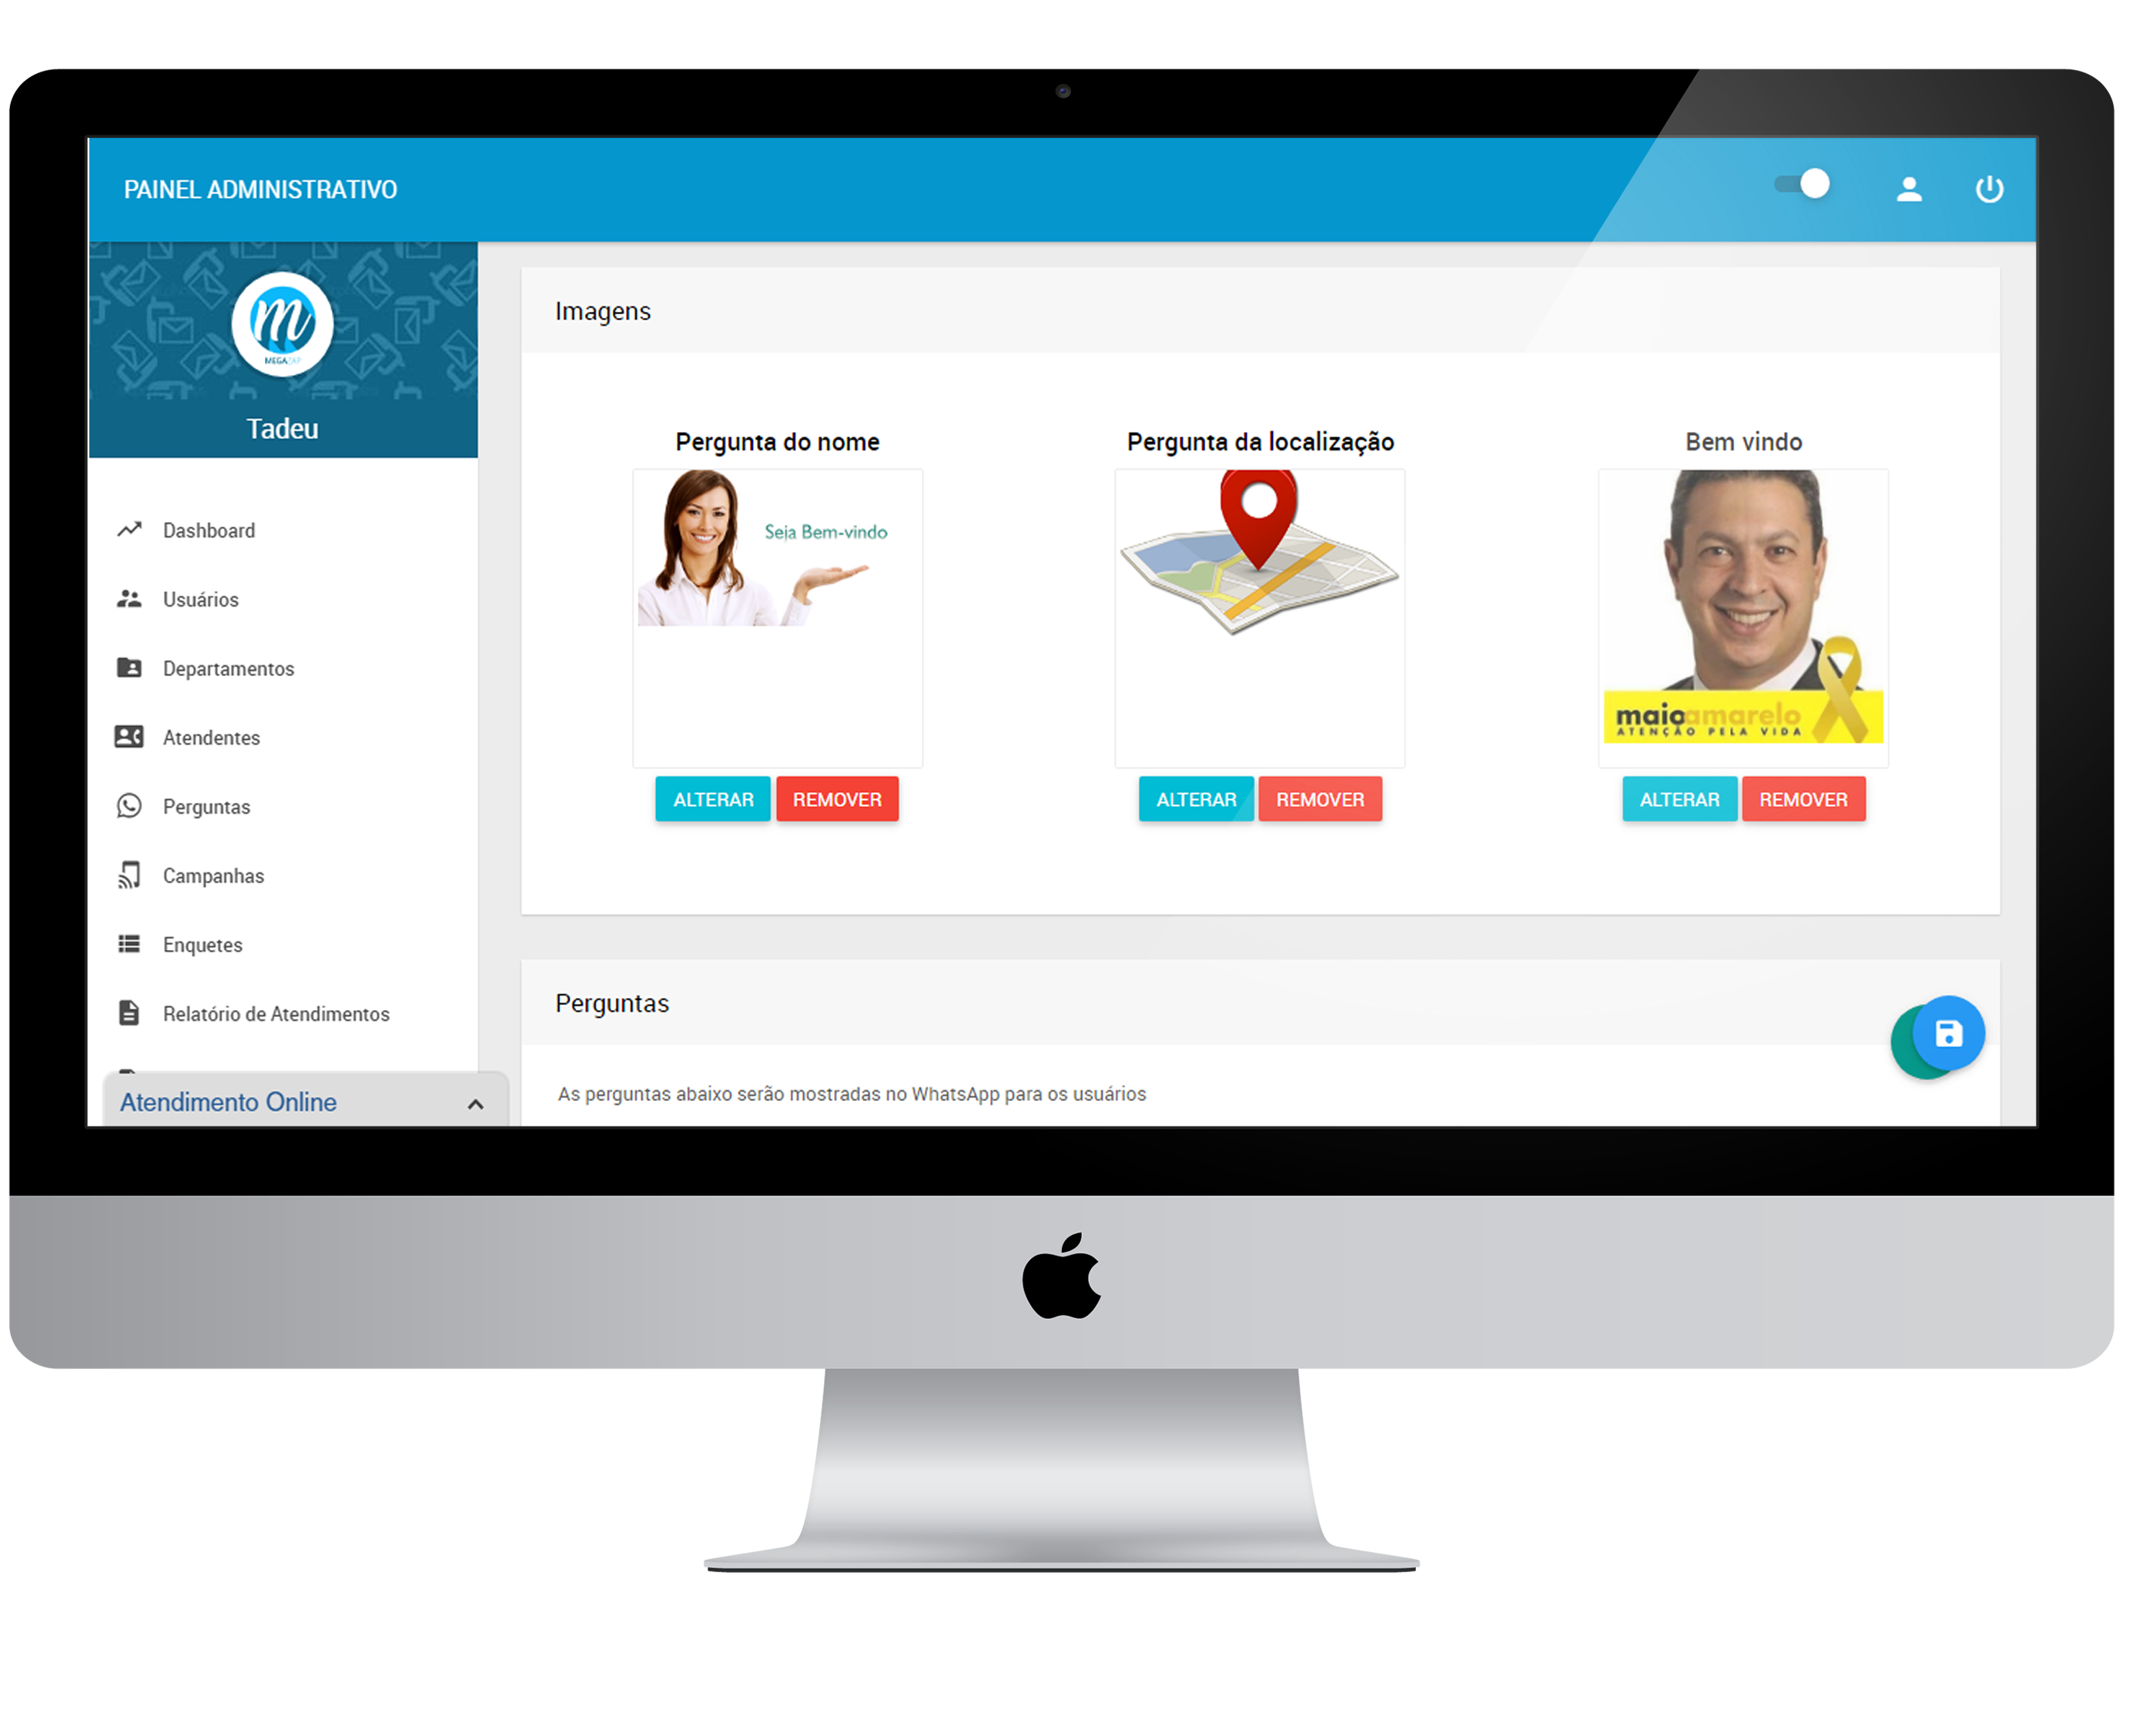 PAINEL ADMINISTRATIVO
MEGAZAP
Tadeu
Dashboard
Usuários
Departamentos
Atendentes
Perguntas
Campanhas
Enquetes
Relatório de Atendimentos
Atendimento Online
Imagens
Pergunta do nome
Seja Bem-vindo
ALTERAR REMOVER
Pergunta da localização
ALTERAR REMOVER
Bem vindo
maioamarelo
ATENÇÃO PELA VIDA
ALTERAR REMOVER
Perguntas
As perguntas abaixo serão mostradas no WhatsApp para os usuários